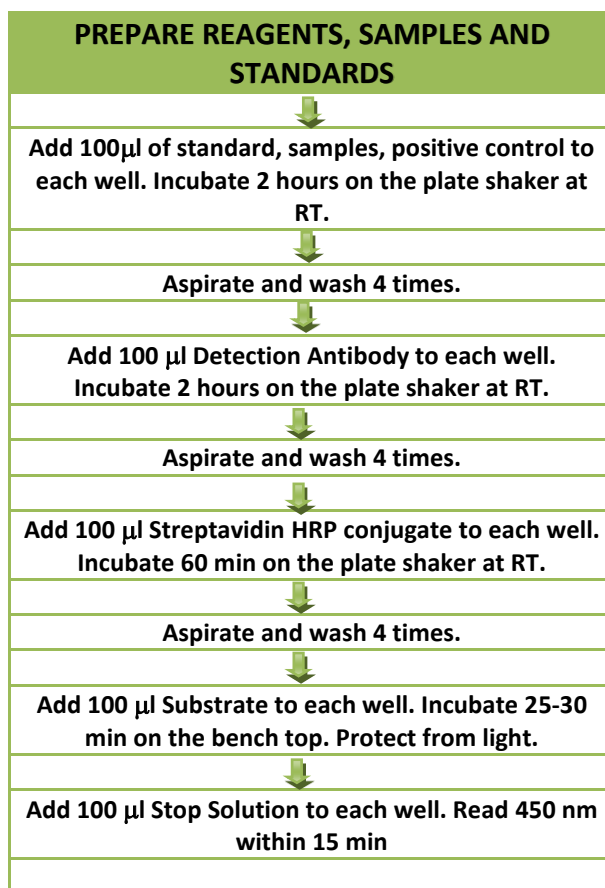 PREPARE REAGENTS, SAMPLES AND
STANDARDS
Add 100μl of standard, samples, positive control to
each well. Incubate 2 hours on the plate shaker at
RT.
Aspirate and wash 4 times.
Add 100 μl Detection Antibody to each well.
Incubate 2 hours on the plate shaker at RT.
Aspirate and wash 4 times.
Add 100 μl Streptavidin HRP conjugate to each well.
Incubate 60 min on the plate shaker at RT.
Aspirate and wash 4 times.
Add 100 μl Substrate to each well. Incubate 25-30
min on the bench top. Protect from light.
Add 100 μl Stop Solution to each well. Read 450 nm
within 15 min